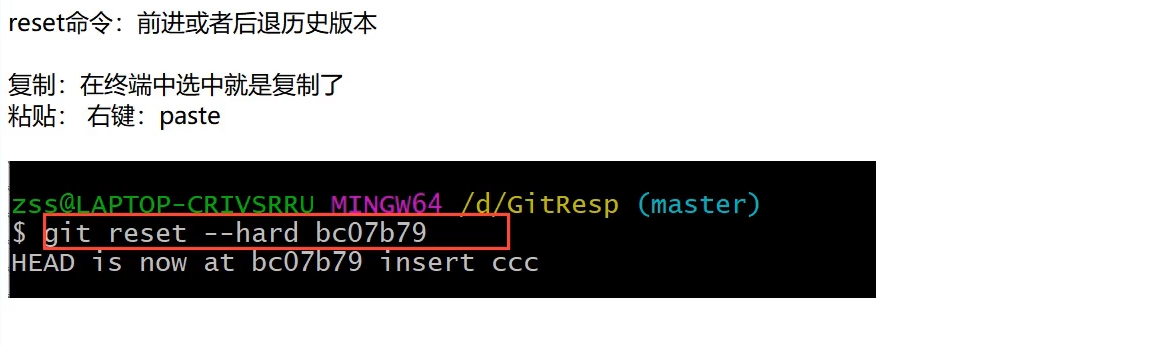 reset命令：前进或者后退历史版本
复制：在终端中选中就是复制了
粘贴： 右键：paste
zss@LAPTOP-CRIVSRRU MINGW64 /d/GitResp (master)
$ git reset --hard bc07b79
HEAD is now at bc07b79 insert ccc